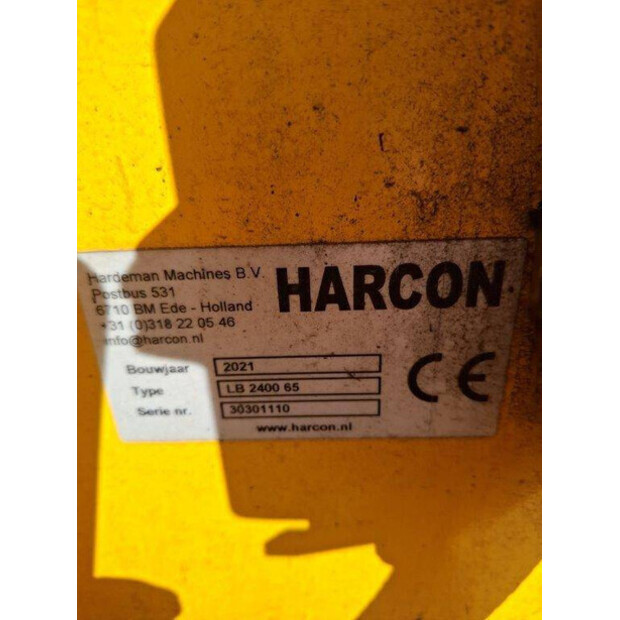 Hardeman Machines B.V.
Postbus 531
6710 BM Ede - Holland
+31 (0)318 22 05 46
info@harcon.nl
HARCON
Bouwjaar 2021
Type LB 2400 65
Serie nr. 30301110
CE
www.harcon.nl